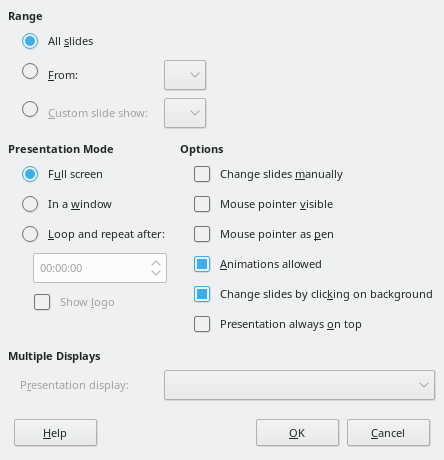 Range
All slides
From:
Custom slide show:
Presentation Mode
Options
Full screen
Change slides manually
In a window
Mouse pointer visible
Loop and repeat after:
Mouse pointer as pen
00:00:00
Animations allowed
Show logo
Change slides by clicking on background
Presentation always on top
Multiple Displays
Presentation display:
Help
OK
Cancel